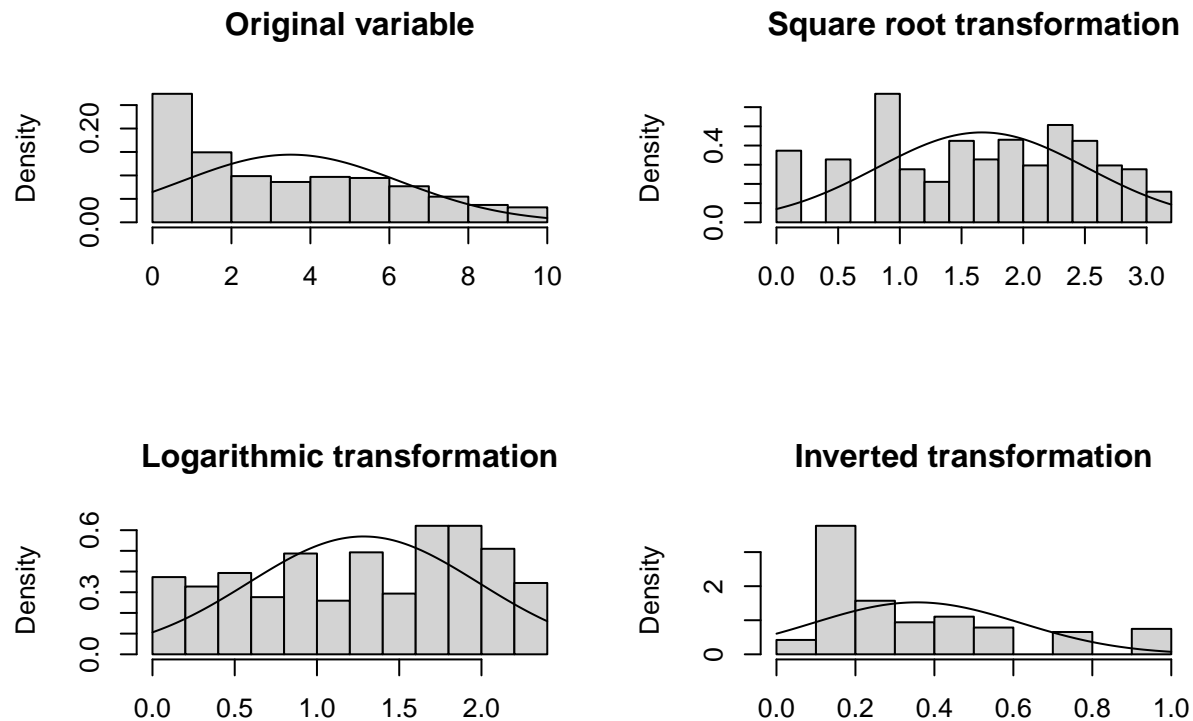 Original variable
Density
0.00 0.20
0 2 4 6 8 10
Square root transformation
Density
0.0 0.4
0.0 0.5 1.0 1.5 2.0 2.5 3.0
Logarithmic transformation
Density
0.0 0.3 0.6
0.0 0.5 1.0 1.5 2.0
Inverted transformation
Density
0 2
0.0 0.2 0.4 0.6 0.8 1.0